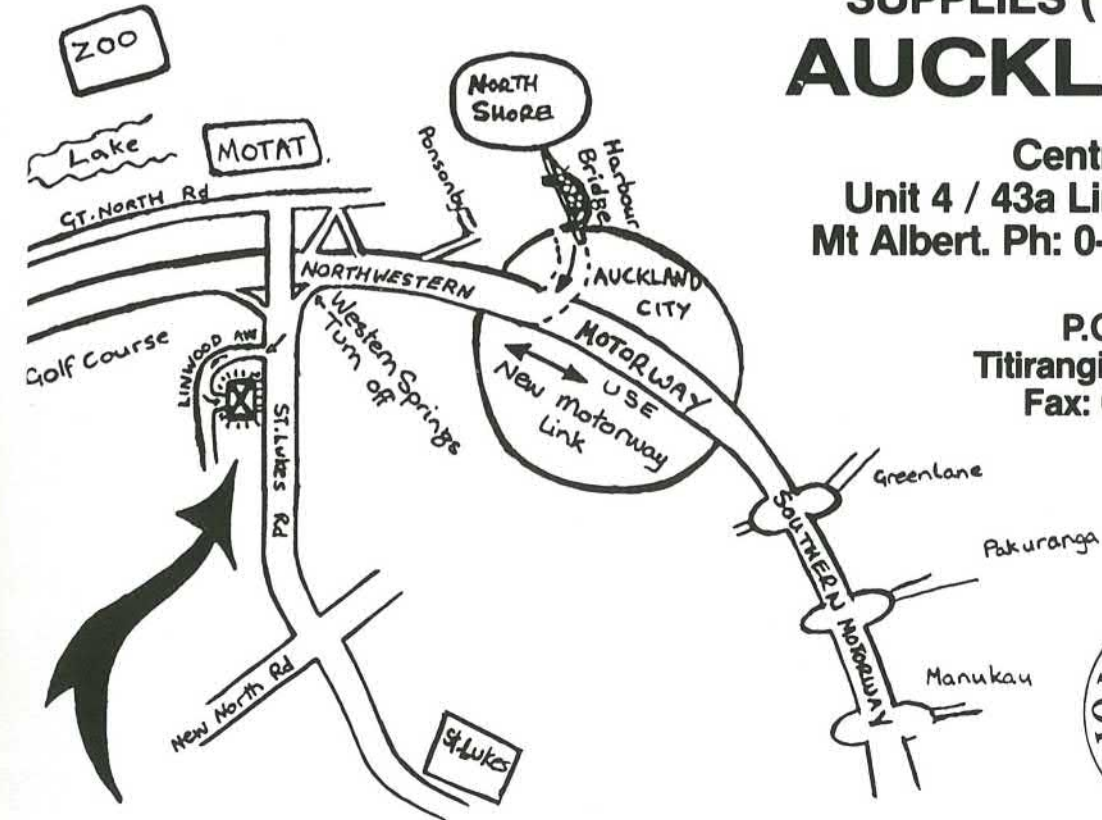 SUPPLIES (
AUCKL
Cent
Unit 4 / 43a Li
Mt Albert. Ph: 0-
P.
Titirangi
Fax:
ZOO
Lake
MOTAT.
GT. NORTH Rd
Ponsonby
NORTH
SHORE
Harbour
Bridge
NORTHWESTERN
AUCKLAND
CITY
MOTORWAY
USE
New motorway
Link
Western Springs
Turn off
Golf Course
LINWOOD AVE
ST. LUKES Rd
Greenlane
SOUTHERN MOTORWAY
Pakuranga
Manukau
New North Rd
St. Lukes